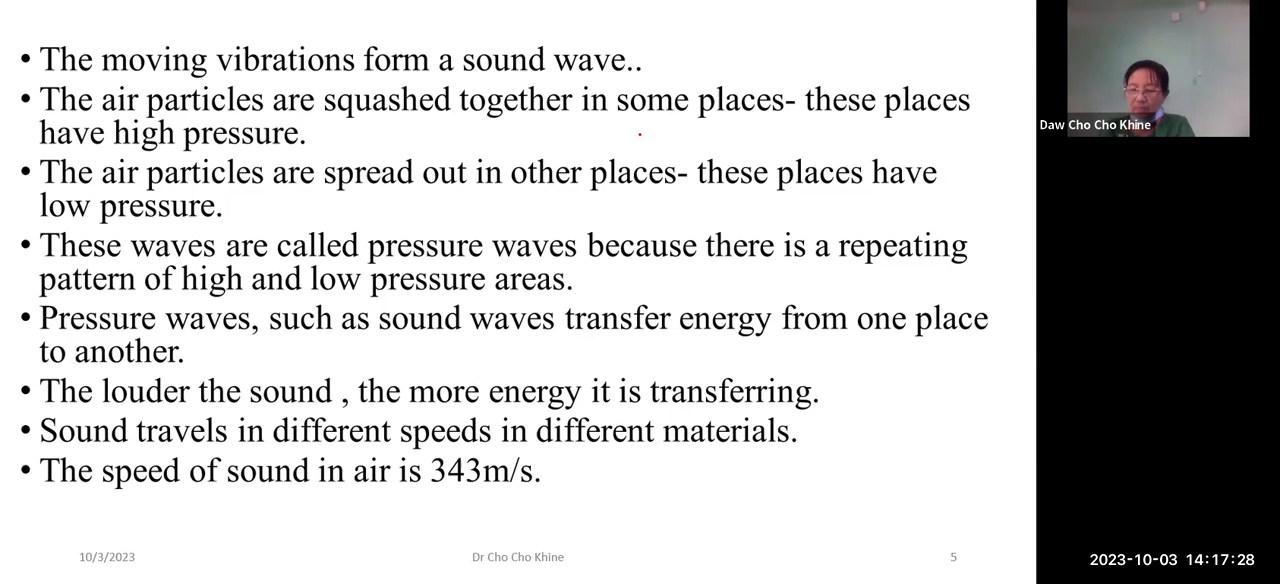 • The moving vibrations form a sound wave..
• The air particles are squashed together in some places- these places
have high pressure.
• The air particles are spread out in other places- these places have
low pressure.
• These waves are called pressure waves because there is a repeating
pattern of high and low pressure areas.
• Pressure waves, such as sound waves transfer energy from one place
to another.
• The louder the sound , the more energy it is transferring.
• Sound travels in different speeds in different materials.
• The speed of sound in air is 343m/s.
10/3/2023
Dr Cho Cho Khine
5
Daw Cho Cho Khine
2023-10-03 14:17:28